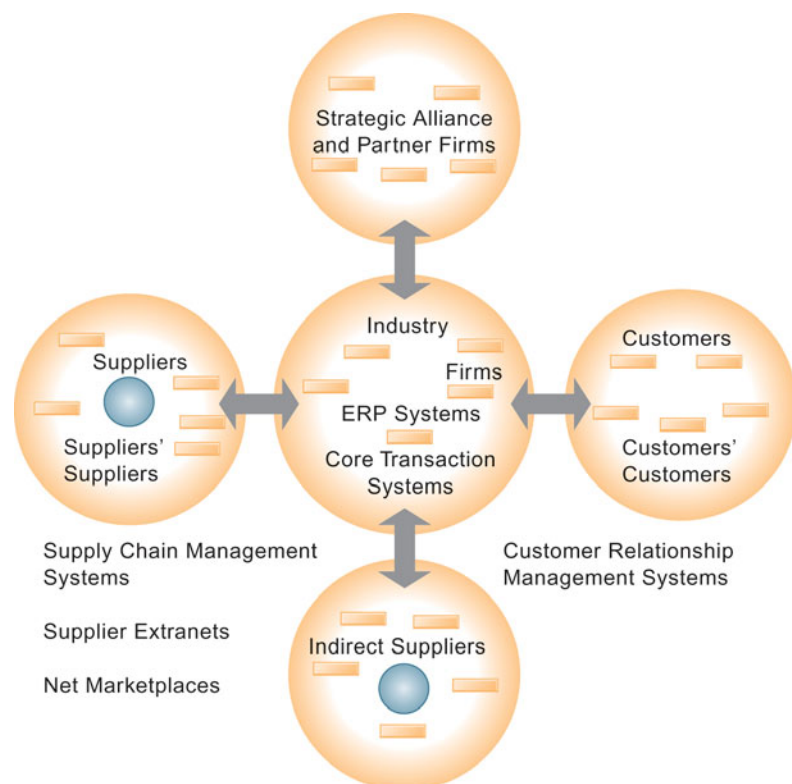 Strategic Alliance
and Partner Firms
Industry
Firms
ERP Systems
Core Transaction
Systems
Suppliers
Suppliers’
Suppliers
Customers
Customers’
Customers
Supply Chain Management
Systems
Supplier Extranets
Net Marketplaces
Customer Relationship
Management Systems
Indirect Suppliers